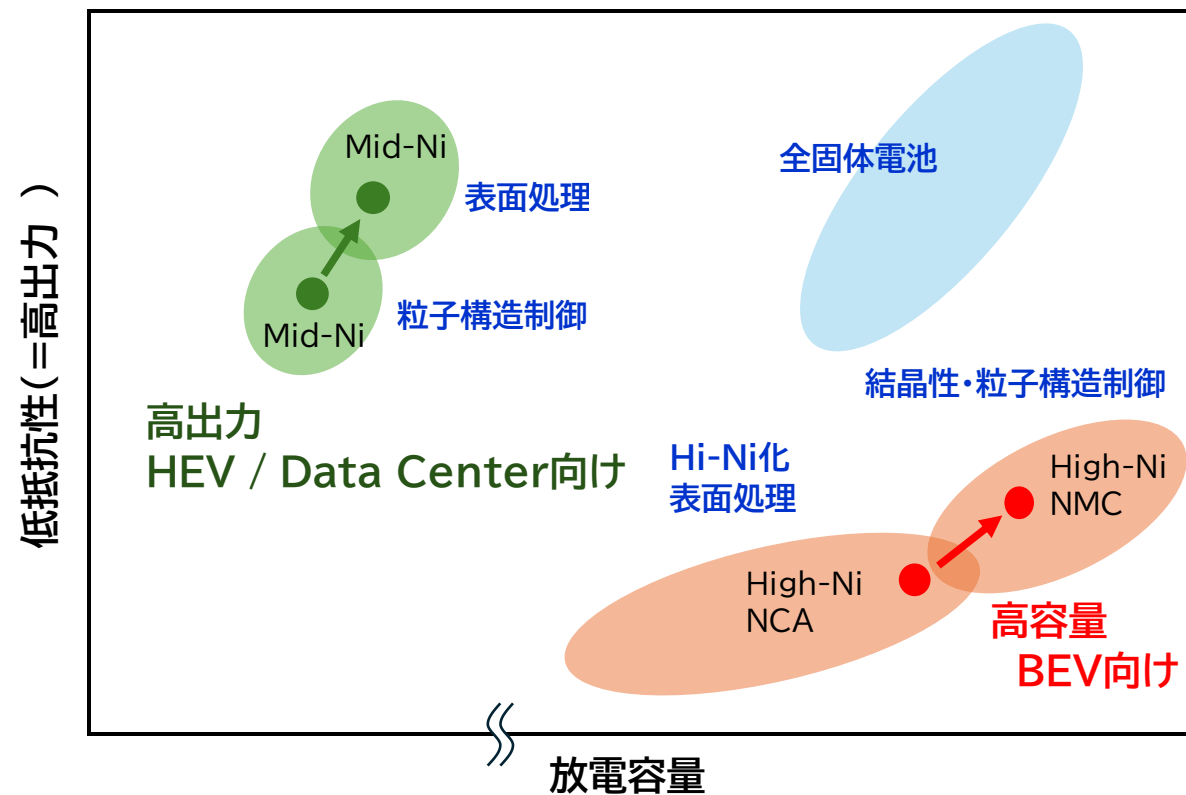 低抵抗性(=高出力 )
Mid-Ni
表面処理
Mid-Ni
粒子構造制御
高出力
HEV / Data Center向け
全固体電池
結晶性・粒子構造制御
Hi-Ni化
表面処理
High-Ni
NMC
High-Ni
NCA
高容量
BEV向け
放電容量